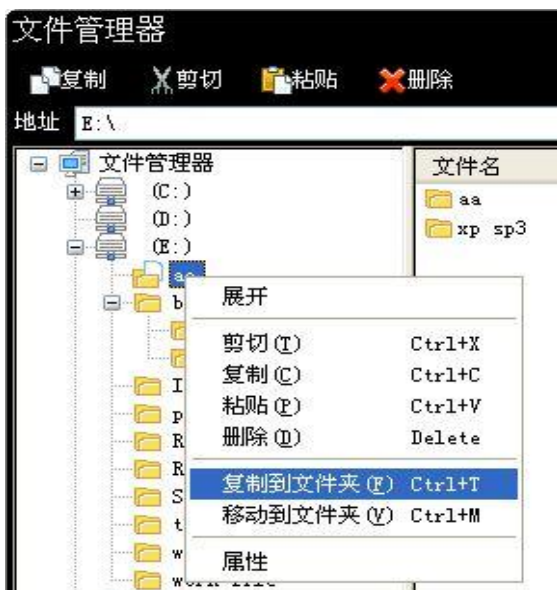 文件管理器
复制 剪切 粘贴 删除
地址 E:\
文件管理器
(C:)
(D:)
(E:)
文件名
aa
xp sp3
aa
b
I
p
R
R
S
t
w
展开
剪切(T) Ctrl+X
复制(C) Ctrl+C
粘贴(P) Ctrl+V
删除(D) Delete
复制到文件夹(F) Ctrl+T
移动到文件夹(V) Ctrl+M
属性